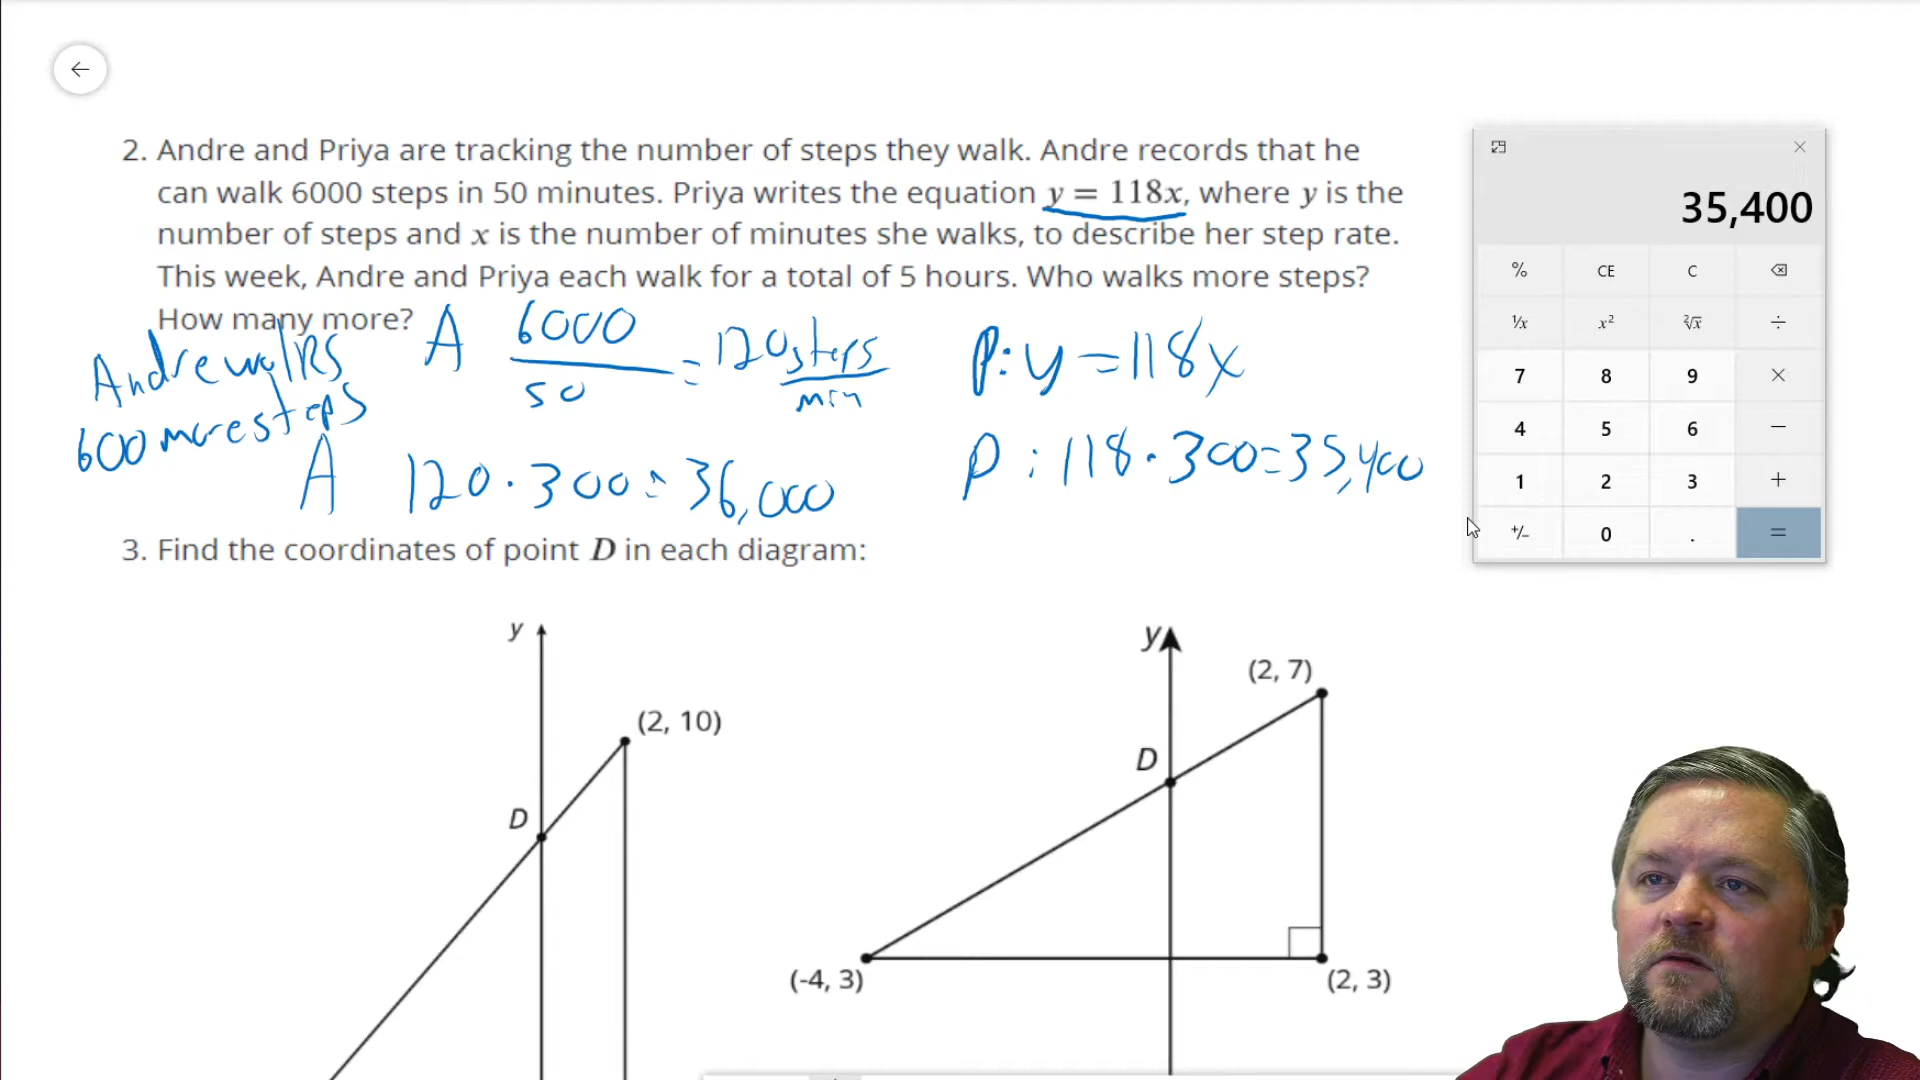 2. Andre and Priya are tracking the number of steps they walk. Andre records that he
can walk 6000 steps in 50 minutes. Priya writes the equation y = 118x, where y is the
number of steps and x is the number of minutes she walks, to describe her step rate.
This week, Andre and Priya each walk for a total of 5 hours. Who walks more steps?
How many more?
Andre walks
600 more steps
A 6000/50 = 120 steps/min
P: y = 118x
A 120 · 300 = 36,000
P: 118 · 300 = 35,400
35,400
% CE C
⅟x x² ²√x ÷
7 8 9 ×
4 5 6 −
1 2 3 +
+/− 0 . =
3. Find the coordinates of point D in each diagram:
y
(2, 10)
D
y
(2, 7)
D
(-4, 3)
(2, 3)